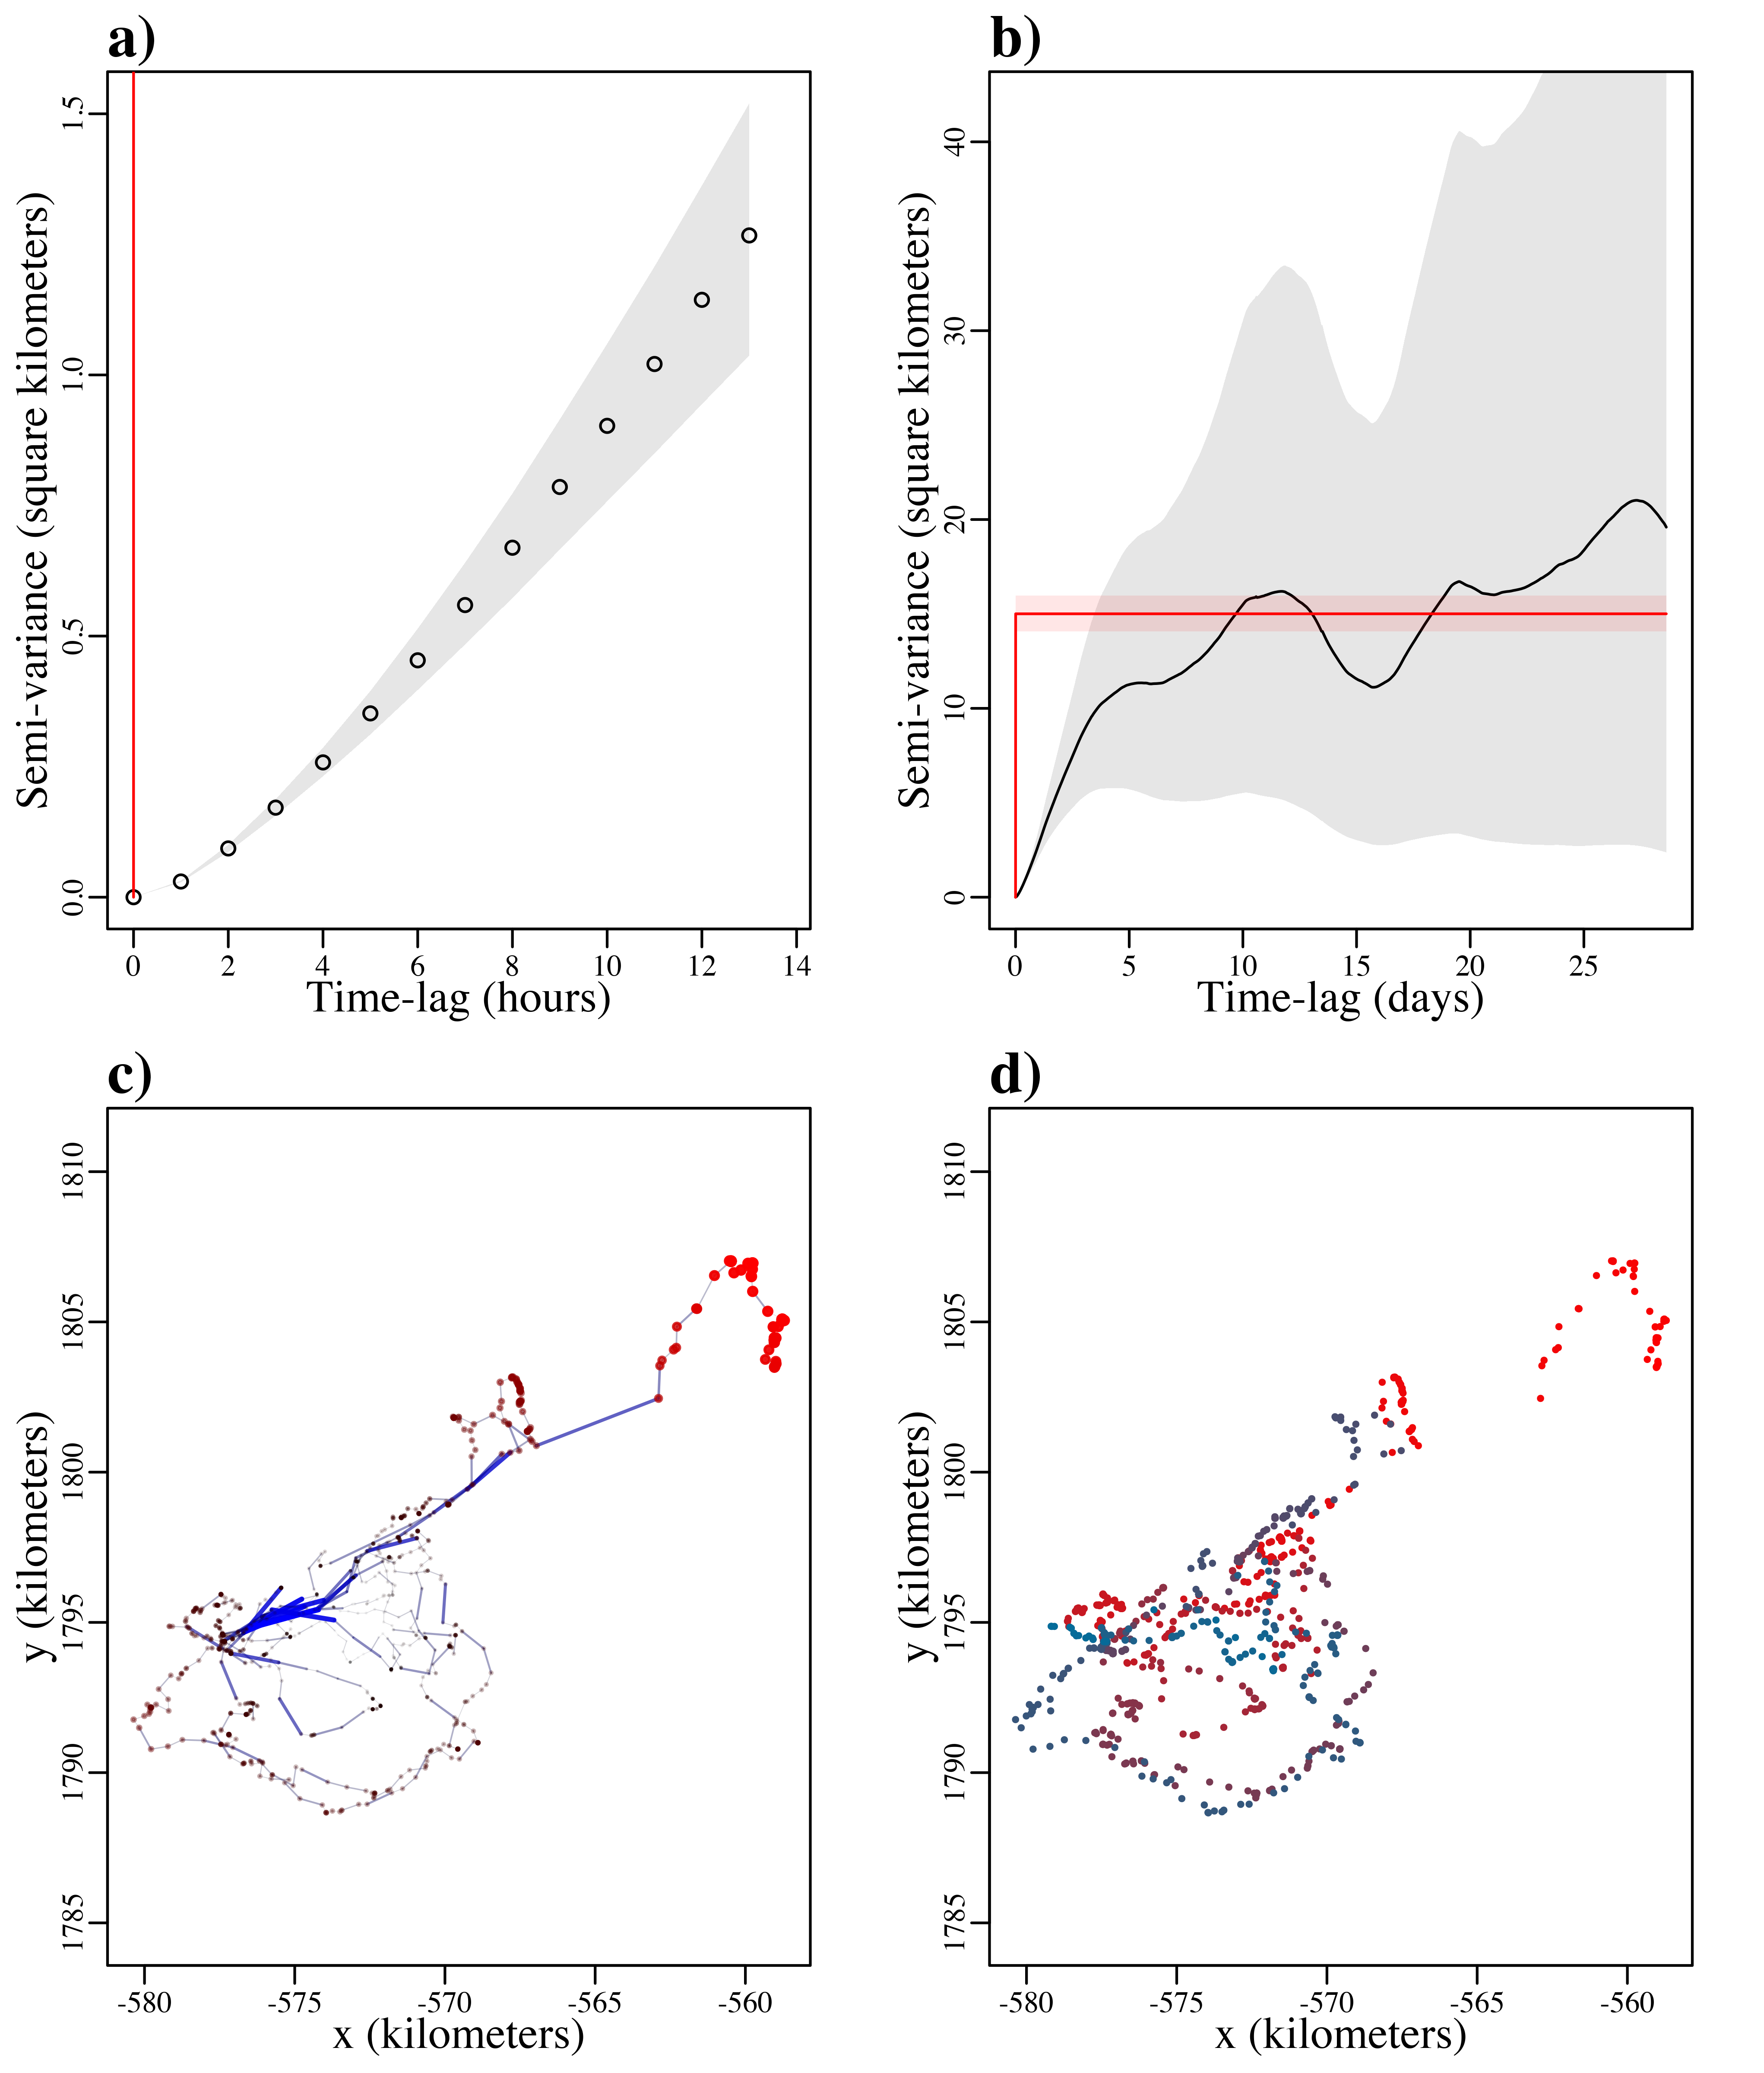 a)
Semi-variance (square kilometers)
1.5
1.0
0.5
0.0
0 2 4 6 8 10 12 14
Time-lag (hours)
b)
Semi-variance (square kilometers)
40
30
20
10
0
0 5 10 15 20 25
Time-lag (days)
c)
y (kilometers)
1810
1805
1800
1795
1790
1785
-580 -575 -570 -565 -560
x (kilometers)
d)
y (kilometers)
1810
1805
1800
1795
1790
1785
-580 -575 -570 -565 -560
x (kilometers)